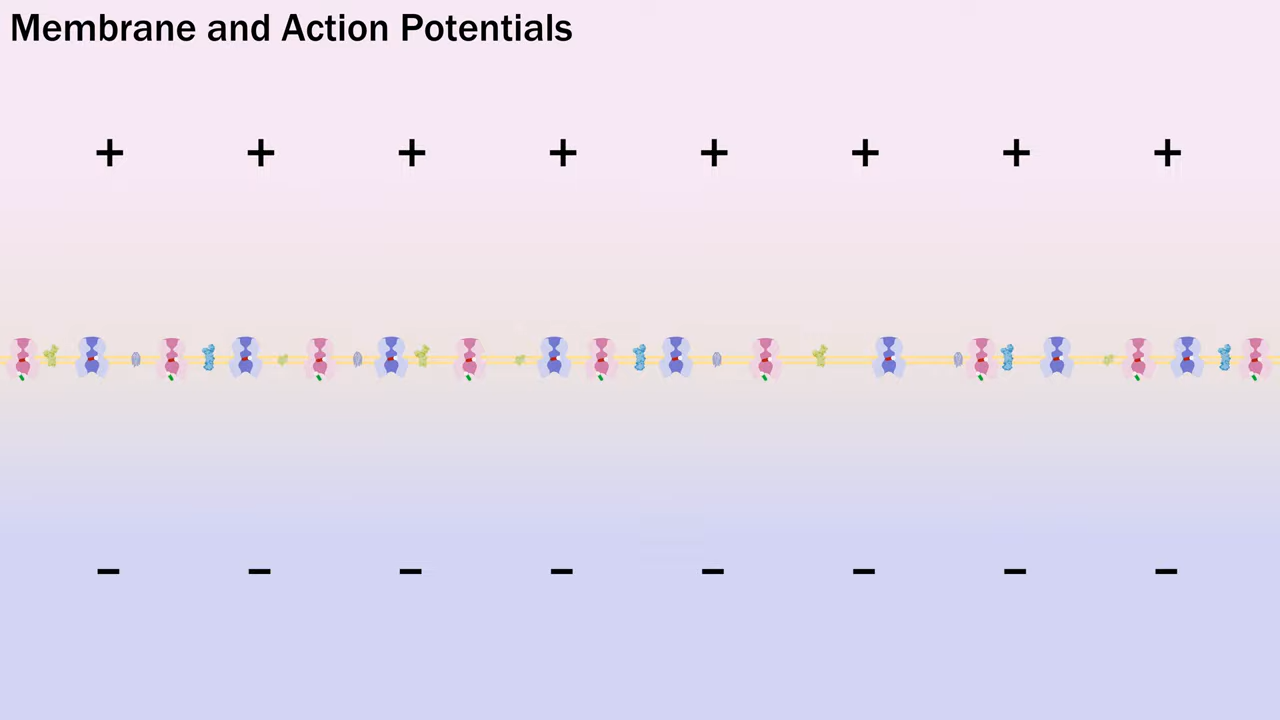 Membrane and Action Potentials
+ + + + + + + +
– – – – – – – –